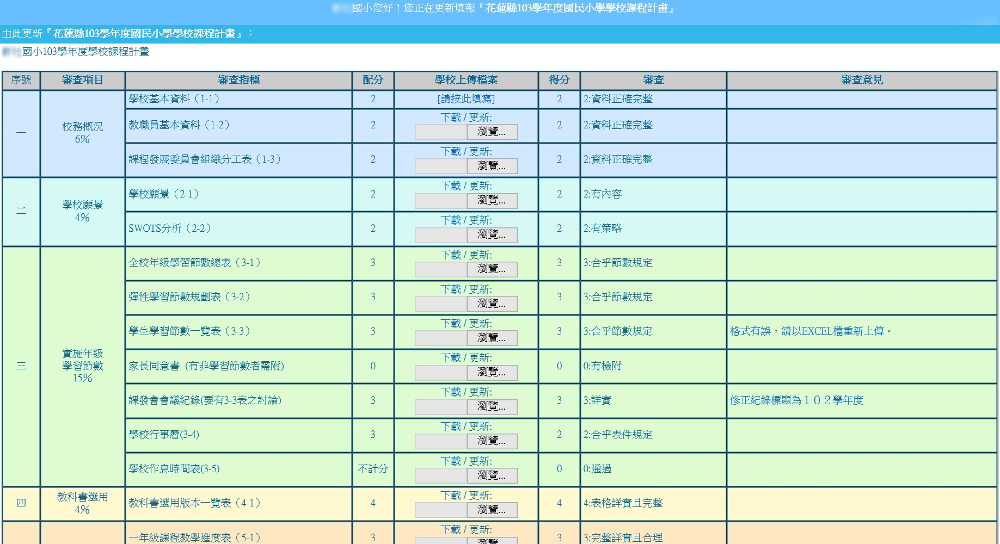 國小您好！您正在更新填報『花蓮縣103學年度國民小學學校課程計畫』
由此更新『花蓮縣103學年度國民小學學校課程計畫』：
國小103學年度學校課程計畫
序號 審查項目 審查指標 配分 學校上傳檔案 得分 審查 審查意見
一 校務概況 6% 學校基本資料（1-1） 2 [請按此填寫] 2 2:資料正確完整
教職員基本資料（1-2） 2 下載 / 更新: 瀏覽... 2 2:資料正確完整
課程發展委員會組織分工表（1-3） 2 下載 / 更新: 瀏覽... 2 2:資料正確完整
二 學校願景 4% 學校願景（2-1） 2 下載 / 更新: 瀏覽... 2 2:有內容
SWOTS分析（2-2） 2 下載 / 更新: 瀏覽... 2 2:有策略
三 實施年級 學習節數 15% 全校年級學習節數總表（3-1） 3 下載 / 更新: 瀏覽... 3 3:合乎節數規定
彈性學習節數規劃表（3-2） 3 下載 / 更新: 瀏覽... 3 3:合乎節數規定
學生學習節數一覽表（3-3） 3 下載 / 更新: 瀏覽... 3 3:合乎節數規定 格式有誤，請以EXCEL檔重新上傳。
家長同意書 (有非學習節數者需附) 0 下載 / 更新: 瀏覽... 0 0:有檢附
課發會會議紀錄(要有3-3表之討論) 3 下載 / 更新: 瀏覽... 3 3:詳實 修正紀錄標題為１０２學年度
學校行事曆(3-4) 3 下載 / 更新: 瀏覽... 2 2:合乎表件規定
學校作息時間表(3-5) 不計分 下載 / 更新: 瀏覽... 0 0:通過
四 教科書選用 4% 教科書選用版本一覽表（4-1） 4 下載 / 更新: 瀏覽... 4 4:表格詳實且完整
一年級課程教學進度表（5-1） 3 下載 / 更新: 瀏覽... 3 3:完整詳實且合理